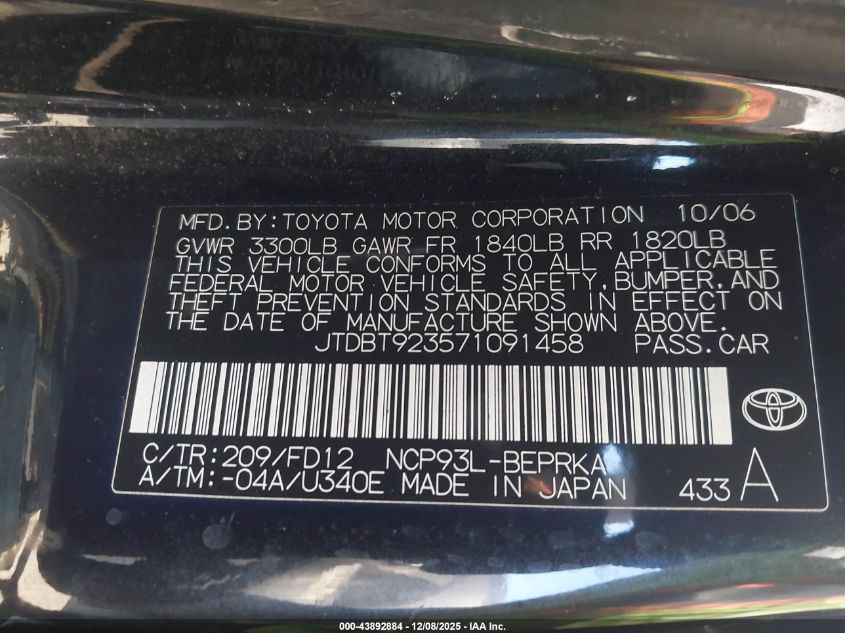 MFD.BY:TOYOTA MOTOR CORPORATION 10/06
GVWR 3300LB GAWR FR 1840LB RR 1820LB
THIS VEHICLE CONFORMS TO ALL APPLICABLE
FEDERAL MOTOR VEHICLE SAFETY,BUMPER,AND
THEFT PREVENTION STANDARDS IN EFFECT ON
THE DATE OF MANUFACTURE SHOWN ABOVE.
JTDBT923571091458 PASS.CAR
C/TR:209/FD12 NCP93L-BEPRKA
A/TM:-04A/U340E MADE IN JAPAN 433 A
000-43892884 - 12/08/2025 - IAA Inc.